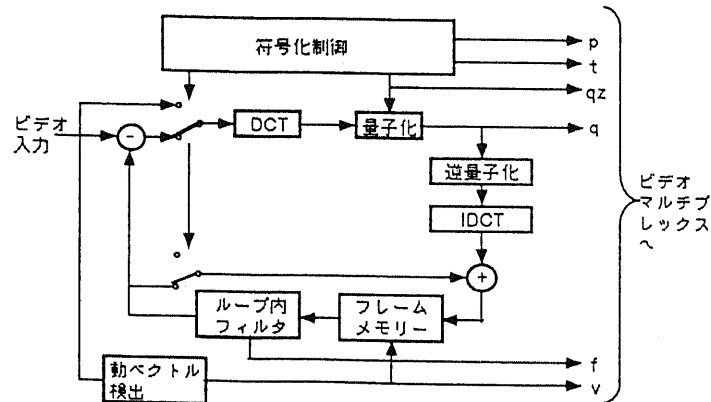 符号化制御
p
t
qz
ビデオ
入力
-
DCT
量子化
q
逆量子化
IDCT
ビデオ
マルチプ
レックス
へ
+
ループ内
フィルタ
フレーム
メモリー
f
動ベクトル
検出
v